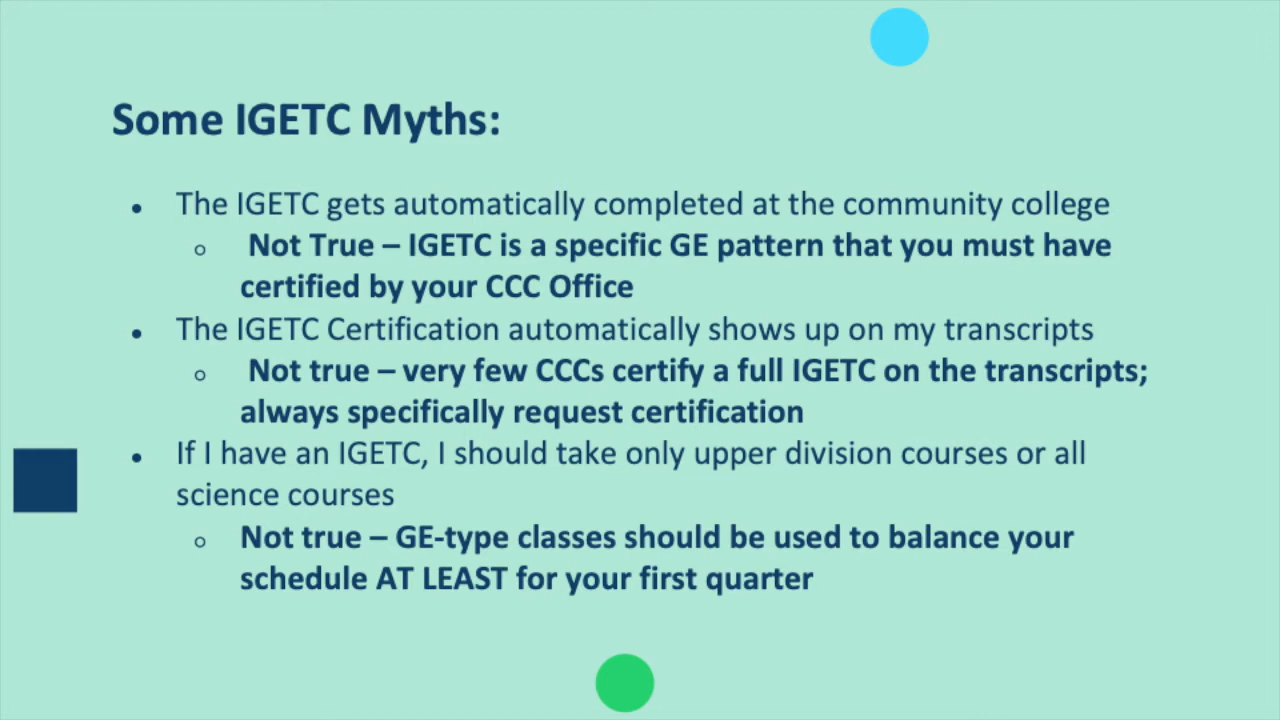 Some IGETC Myths:
• The IGETC gets automatically completed at the community college
○ Not True – IGETC is a specific GE pattern that you must have
certified by your CCC Office
• The IGETC Certification automatically shows up on my transcripts
○ Not true – very few CCCs certify a full IGETC on the transcripts;
always specifically request certification
• If I have an IGETC, I should take only upper division courses or all
science courses
○ Not true – GE-type classes should be used to balance your
schedule AT LEAST for your first quarter